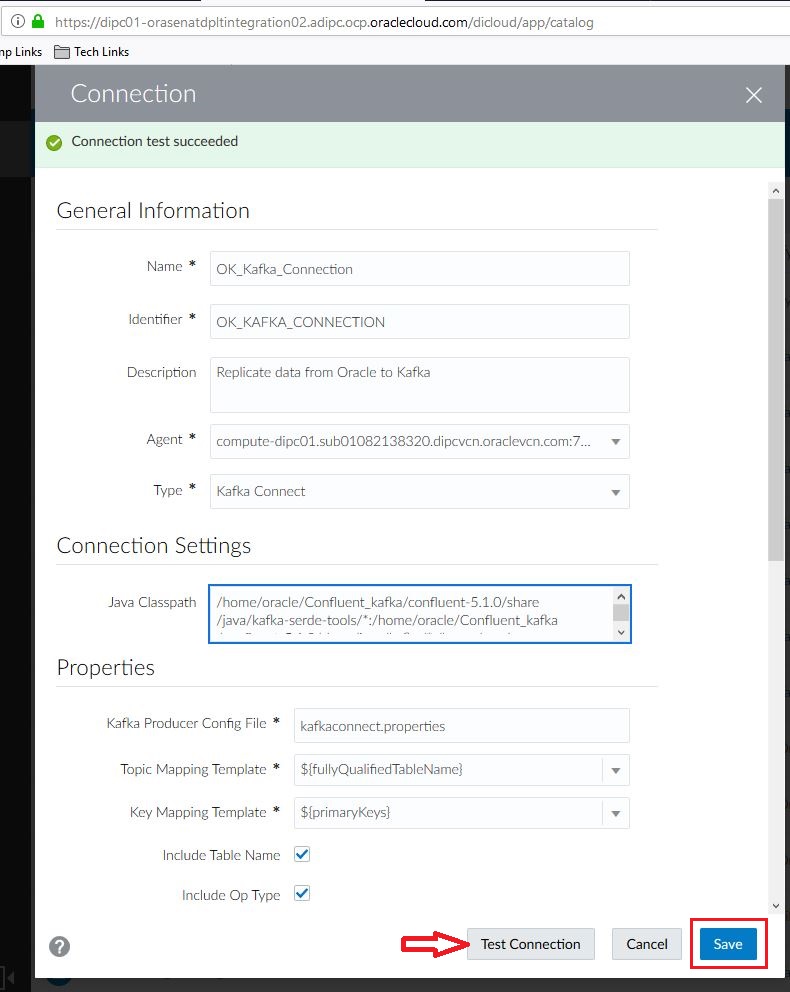 https://dipc01-orasenatdpltintegration02.adipc.ocp.oraclecloud.com/dicloud/app/catalog
mp Links Tech Links
Connection
Connection test succeeded
General Information
Name *
OK_Kafka_Connection
Identifier *
OK_KAFKA_CONNECTION
Description
Replicate data from Oracle to Kafka
Agent *
compute-dipc01.sub01082138320.dipcvcn.oraclevcn.com:7...
Type *
Kafka Connect
Connection Settings
Java Classpath
/home/oracle/Confluent_kafka/confluent-5.1.0/share
/java/kafka-serde-tools/*:/home/oracle/Confluent_kafka
Properties
Kafka Producer Config File *
kafkaconnect.properties
Topic Mapping Template *
${fullyQualifiedTableName}
Key Mapping Template *
${primaryKeys}
Include Table Name
Include Op Type
? Test Connection Cancel Save